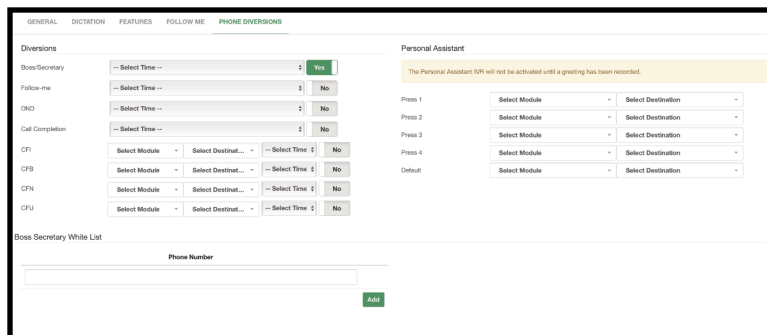 GENERAL DICTATION FEATURES FOLLOW ME PHONE DIVERSIONS
Diversions
Boss/Secretary -- Select Time -- Yes
Follow-me -- Select Time -- No
DND -- Select Time -- No
Call Completion -- Select Time -- No
CFI Select Module Select Destinat... -- Select Time No
CFB Select Module Select Destinat... -- Select Time No
CFN Select Module Select Destinat... -- Select Time No
CFU Select Module Select Destinat... -- Select Time No
Personal Assistant
The Personal Assistant IVR will not be activated until a greeting has been recorded.
Press 1 Select Module Select Destination
Press 2 Select Module Select Destination
Press 3 Select Module Select Destination
Press 4 Select Module Select Destination
Default Select Module Select Destination
Boss Secretary White List
Phone Number
Add